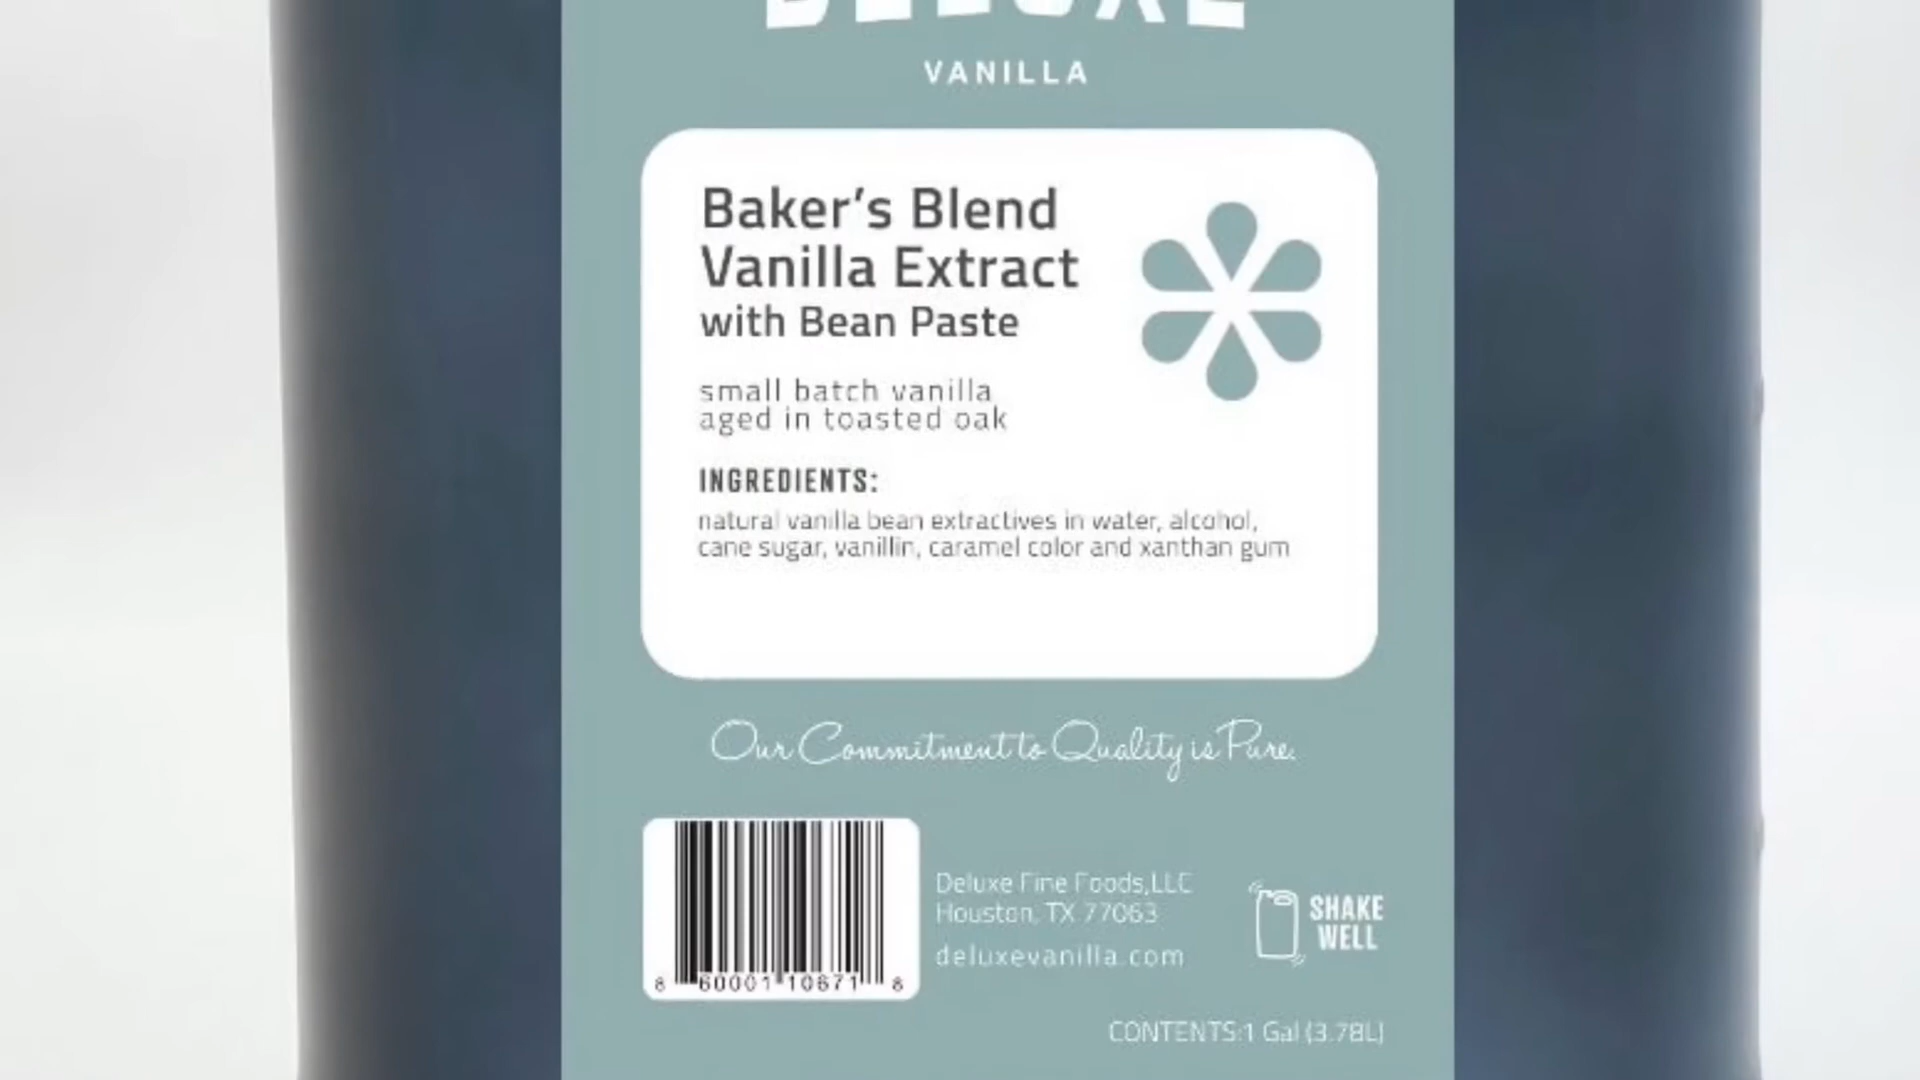 DELUXE
VANILLA
Baker’s Blend
Vanilla Extract
with Bean Paste
small batch vanilla
aged in toasted oak
INGREDIENTS:
natural vanilla bean extractives in water, alcohol,
cane sugar, vanillin, caramel color and xanthan gum
Our Commitment to Quality is Pure.
8 60001 10671 8
Deluxe Fine Foods,LLC
Houston, TX 77063
deluxevanilla.com
SHAKE
WELL
CONTENTS:1 Gal (3.78L)